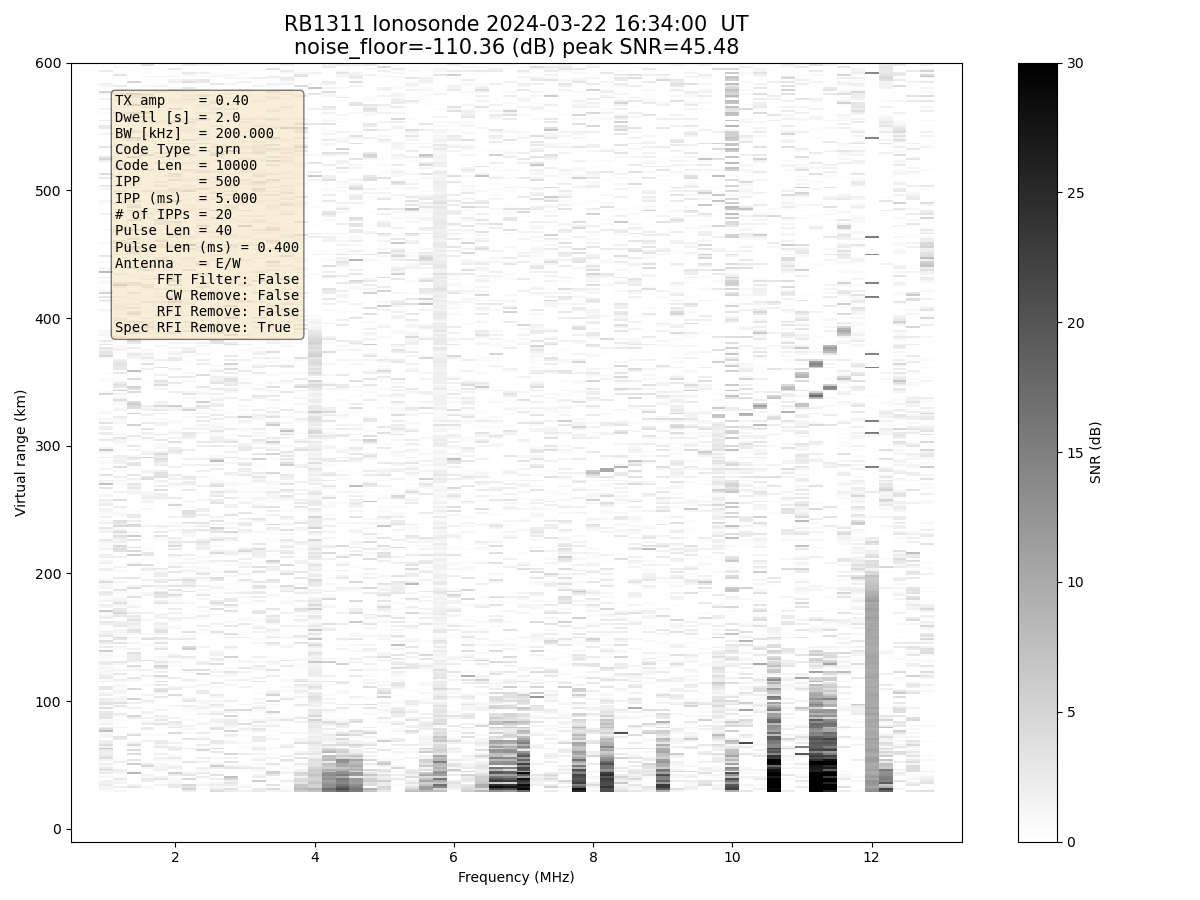 RB1311 Ionosonde 2024-03-22 16:34:00  UT
noise_floor=-110.36 (dB) peak SNR=45.48
600
500
400
300
200
100
0
Virtual range (km)
TX amp    = 0.40
Dwell [s] = 2.0
BW [kHz]  = 200.000
Code Type = prn
Code Len  = 10000
IPP       = 500
IPP (ms)  = 5.000
# of IPPs = 20
Pulse Len = 40
Pulse Len (ms) = 0.400
Antenna   = E/W
FFT Filter: False
CW Remove: False
RFI Remove: False
Spec RFI Remove: True
2 4 6 8 10 12
Frequency (MHz)
30
25
20
15
10
5
0
SNR (dB)